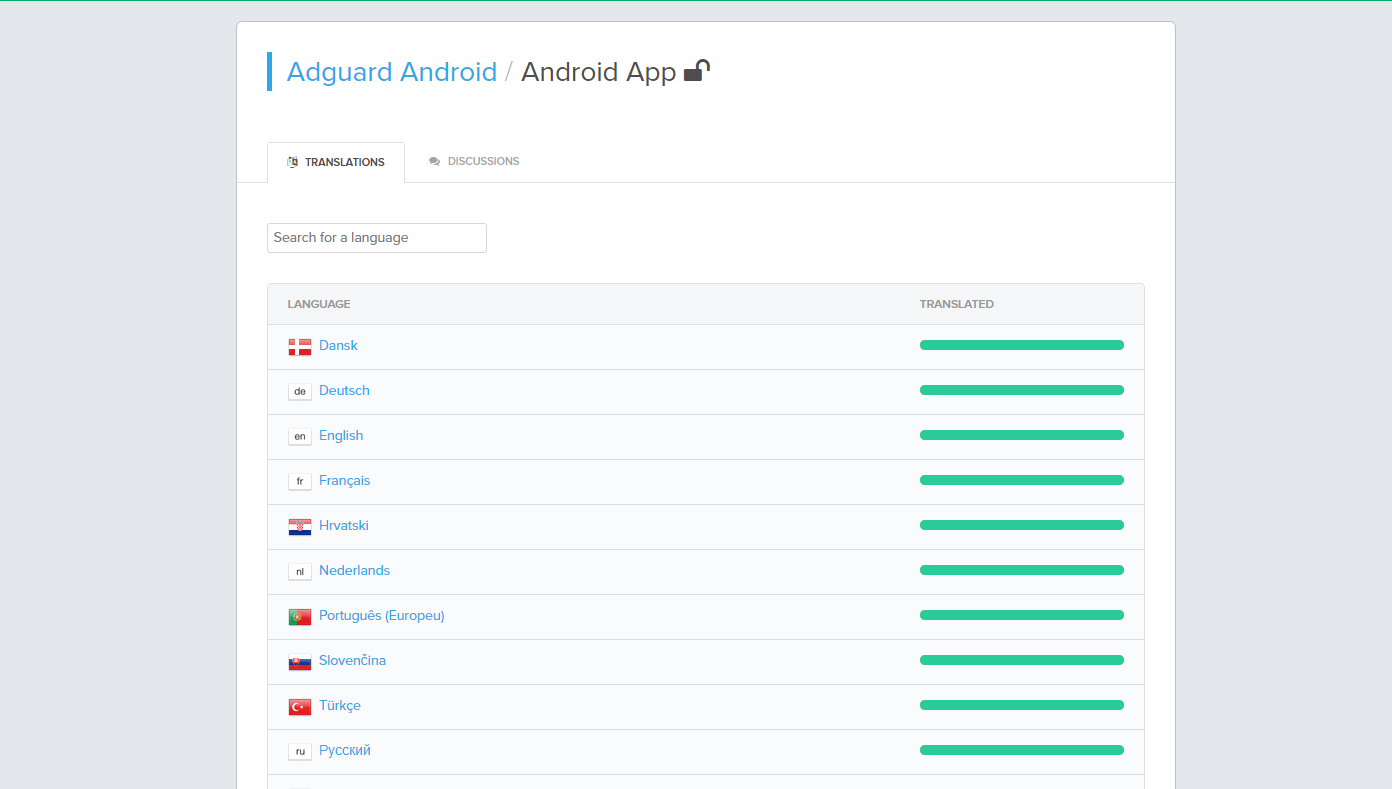 Adguard Android / Android App
TRANSLATIONS
DISCUSSIONS
Search for a language
LANGUAGE TRANSLATED
Dansk
de Deutsch
en English
fr Français
Hrvatski
nl Nederlands
Português (Europeu)
Slovenčina
Türkçe
ru Русский